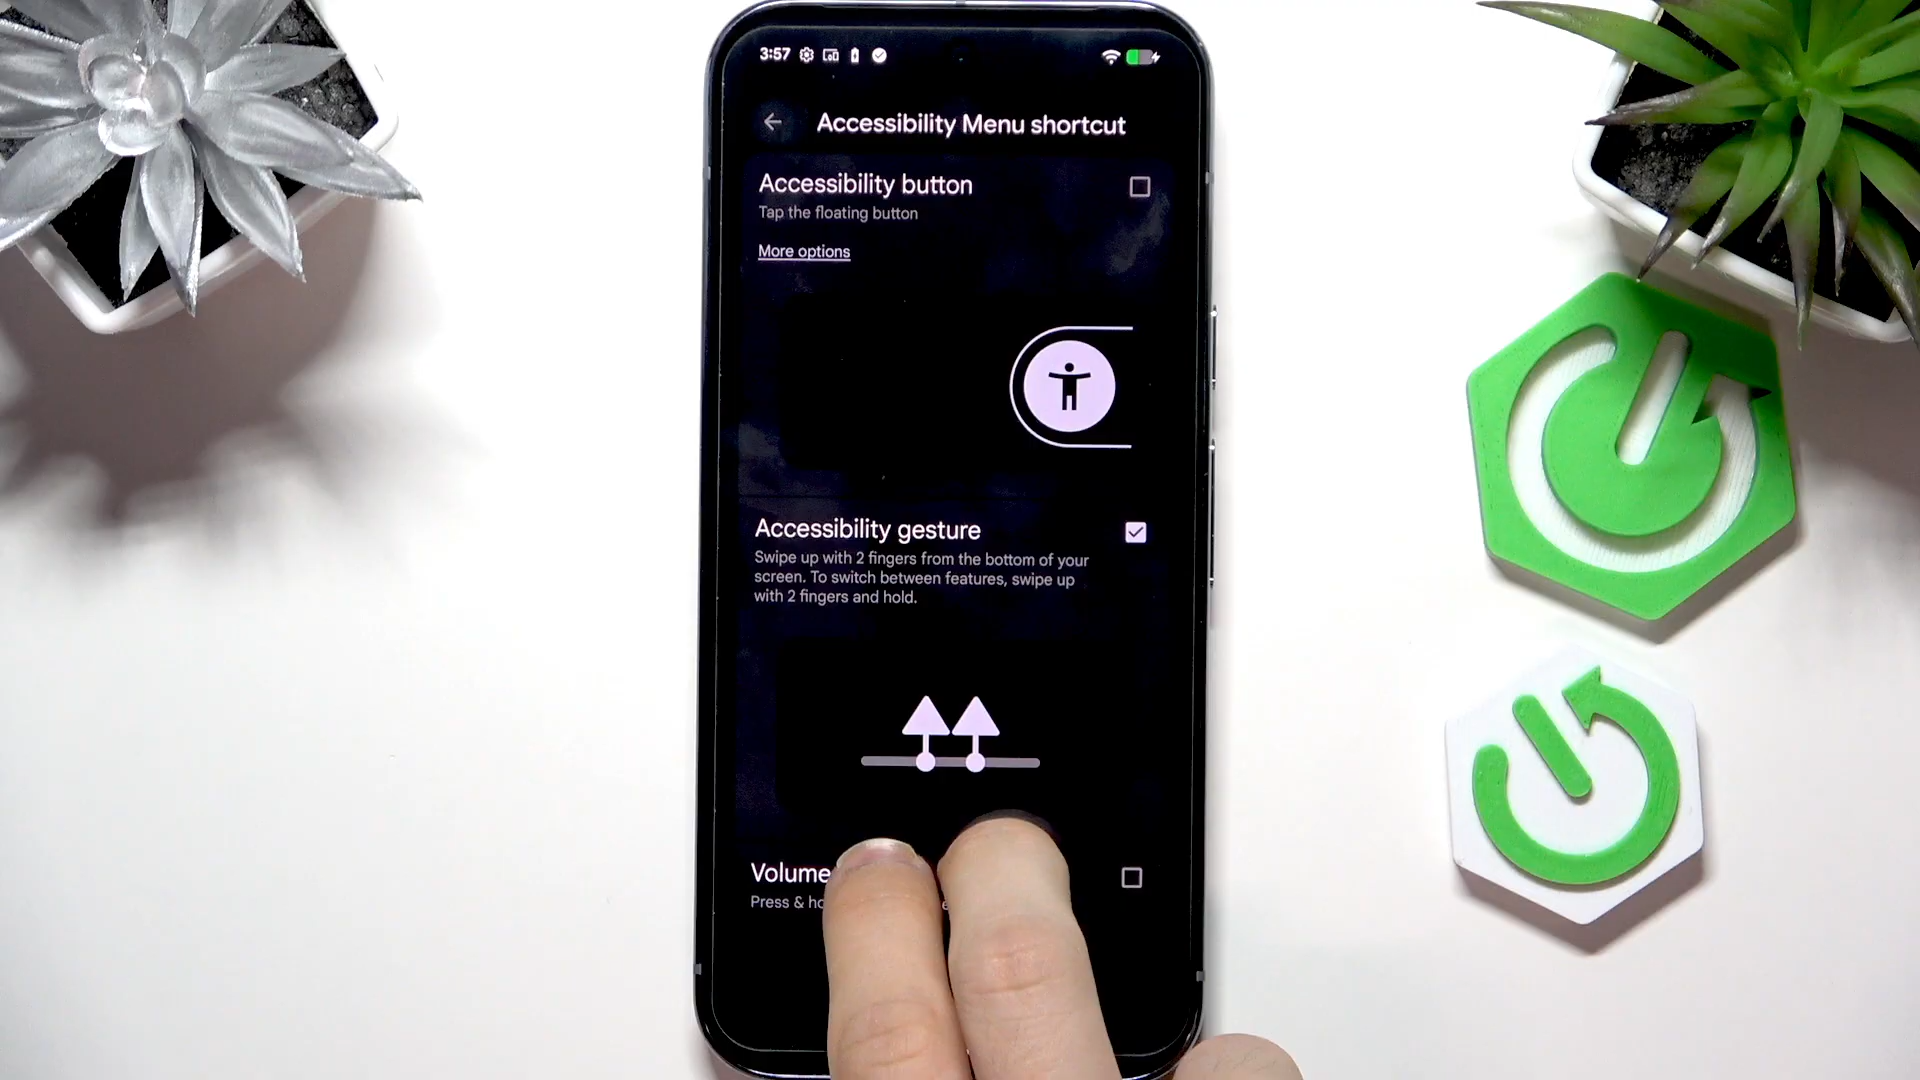 3:57
Accessibility Menu shortcut
Accessibility button
Tap the floating button
More options
Accessibility gesture
Swipe up with 2 fingers from the bottom of your
screen. To switch between features, swipe up
with 2 fingers and hold.
Volume
Press &